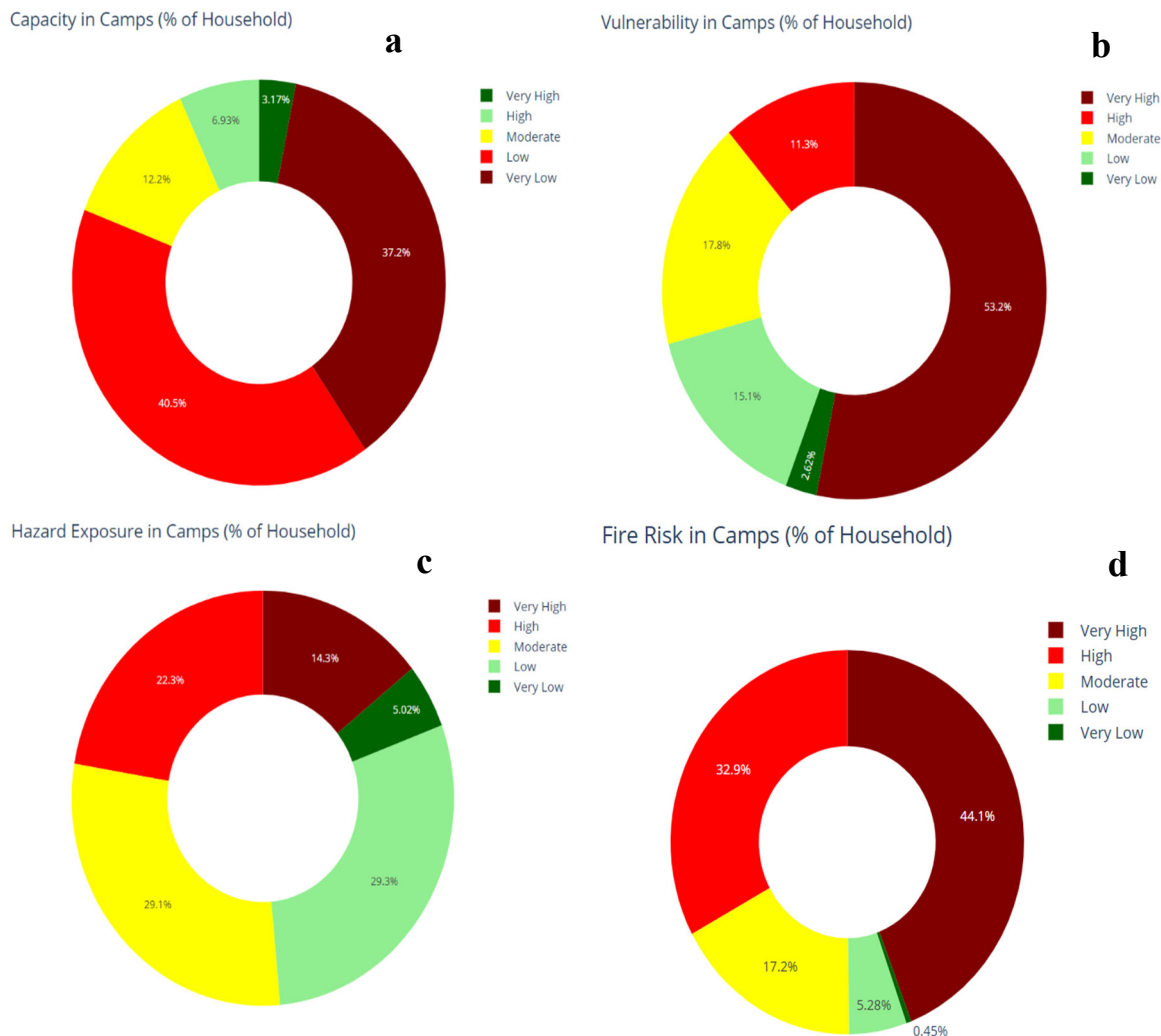 Capacity in Camps (% of Household)
a
Very High
High
Moderate
Low
Very Low
3.17%
6.93%
12.2%
37.2%
40.5%
Vulnerability in Camps (% of Household)
b
Very High
High
Moderate
Low
Very Low
11.3%
17.8%
53.2%
15.1%
2.62%
Hazard Exposure in Camps (% of Household)
c
Very High
High
Moderate
Low
Very Low
14.3%
22.3%
5.02%
29.3%
29.1%
Fire Risk in Camps (% of Household)
d
Very High
High
Moderate
Low
Very Low
32.9%
44.1%
17.2%
5.28%
0.45%